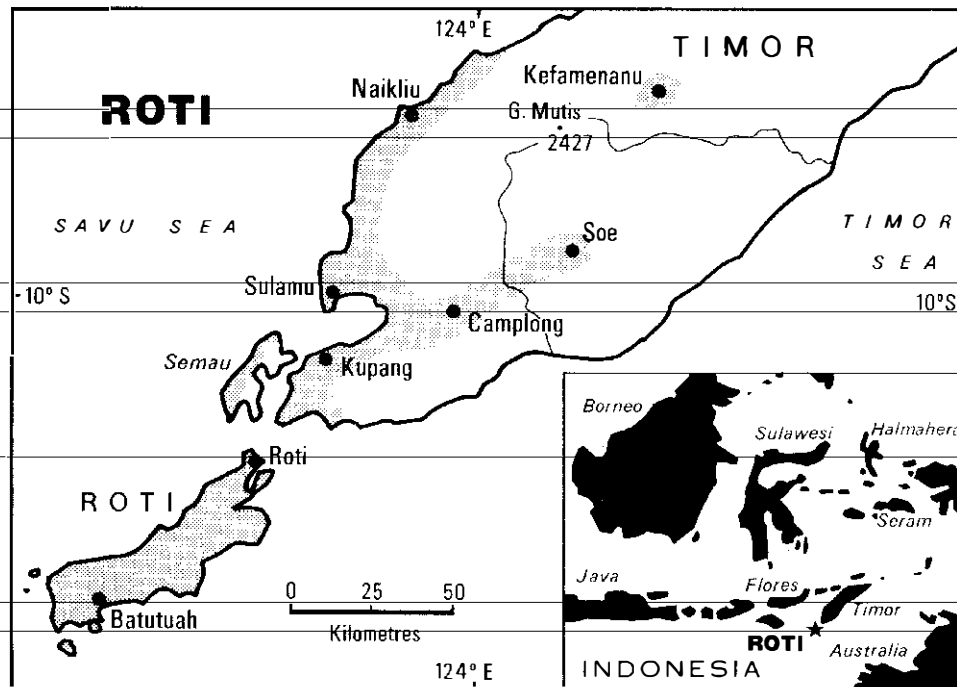 124° E
TIMOR
Kefamenanu
Naikliu
ROTI
G. Mutis
2427
SAVU SEA
TIMOR
SEA
Soe
Sulamu
10° S
10° S
Camplong
Semau
Kupang
Roti
ROTI
Batutuah
0 25 50
Kilometres
124° E
Borneo
Sulawesi
Halmahera
Seram
Java
Flores
Timor
ROTI
Australia
INDONESIA